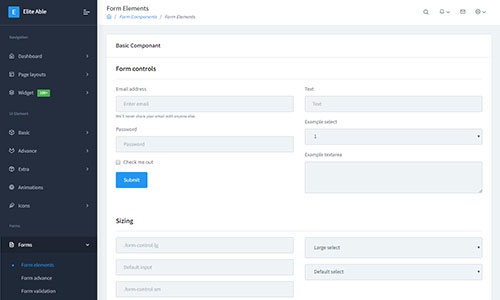 E Elite Able
Navigation
Dashboard
Page layouts
Widget 100+
UI Element
Basic
Advance
Extra
Animations
Icons
Forms
Forms
Form elements
Form advance
Form validation
Form Elements
/ Form Components / Form Elements
Basic Componant
Form controls
Email address
Enter email
We'll never share your email with anyone else.
Password
Password
Check me out
Submit
Text
Text
Example select
1
Example textarea
Sizing
.form-control-lg
Default input
.form-control-sm
Large select
Default select